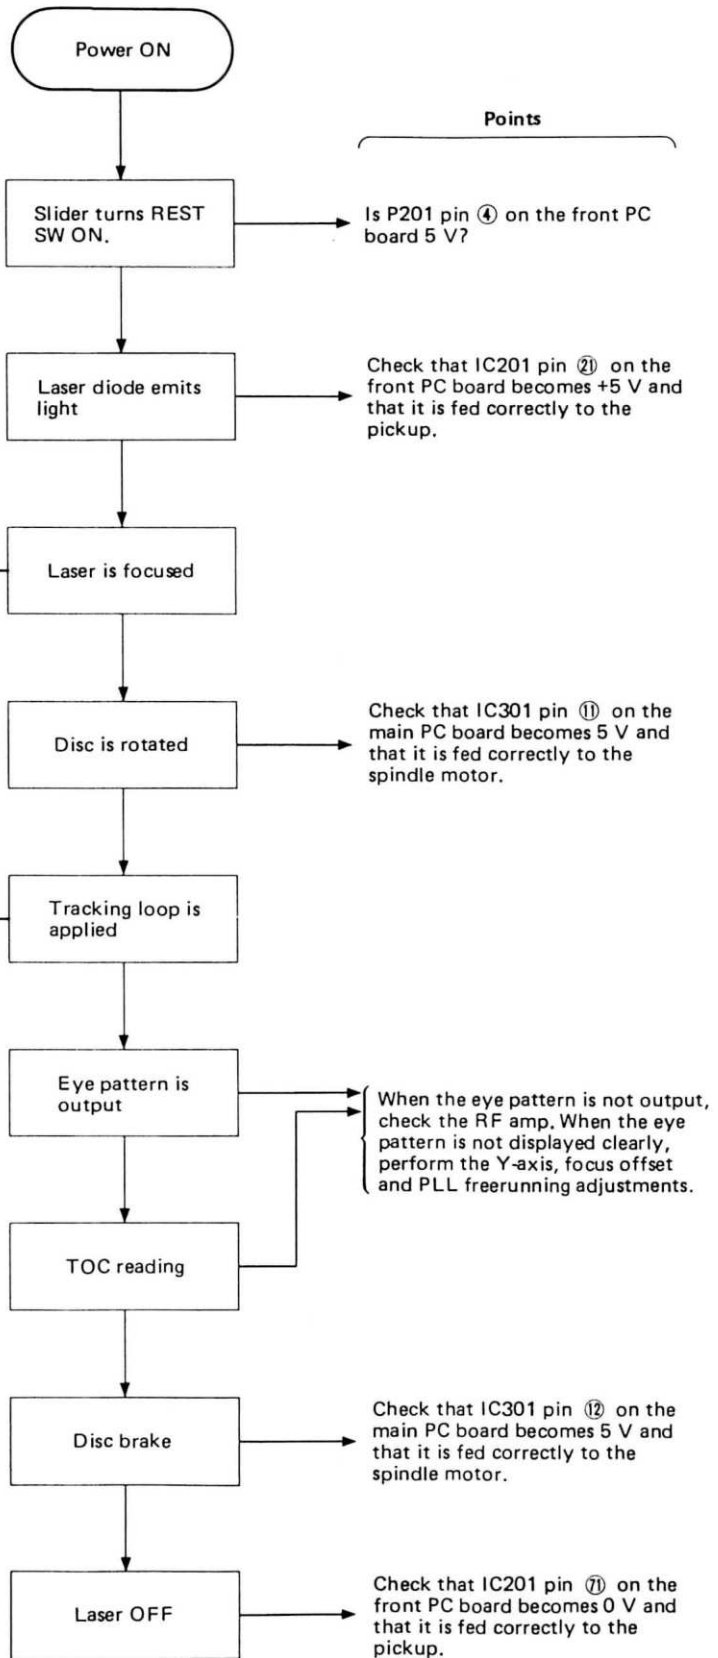 Power ON
Points
Slider turns REST
SW ON.
Is P201 pin ④ on the front PC
board 5 V?
Laser diode emits
light
Check that IC201 pin ㉑ on the
front PC board becomes +5 V and
that it is fed correctly to the
pickup.
Laser is focused
Disc is rotated
Check that IC301 pin ⑪ on the
main PC board becomes 5 V and
that it is fed correctly to the
spindle motor.
Tracking loop is
applied
Eye pattern is
output
When the eye pattern is not output,
check the RF amp. When the eye
pattern is not displayed clearly,
perform the Y-axis, focus offset
and PLL freerunning adjustments.
TOC reading
Disc brake
Check that IC301 pin ⑫ on the
main PC board becomes 5 V and
that it is fed correctly to the
spindle motor.
Laser OFF
Check that IC201 pin 71 on the
front PC board becomes 0 V and
that it is fed correctly to the
pickup.